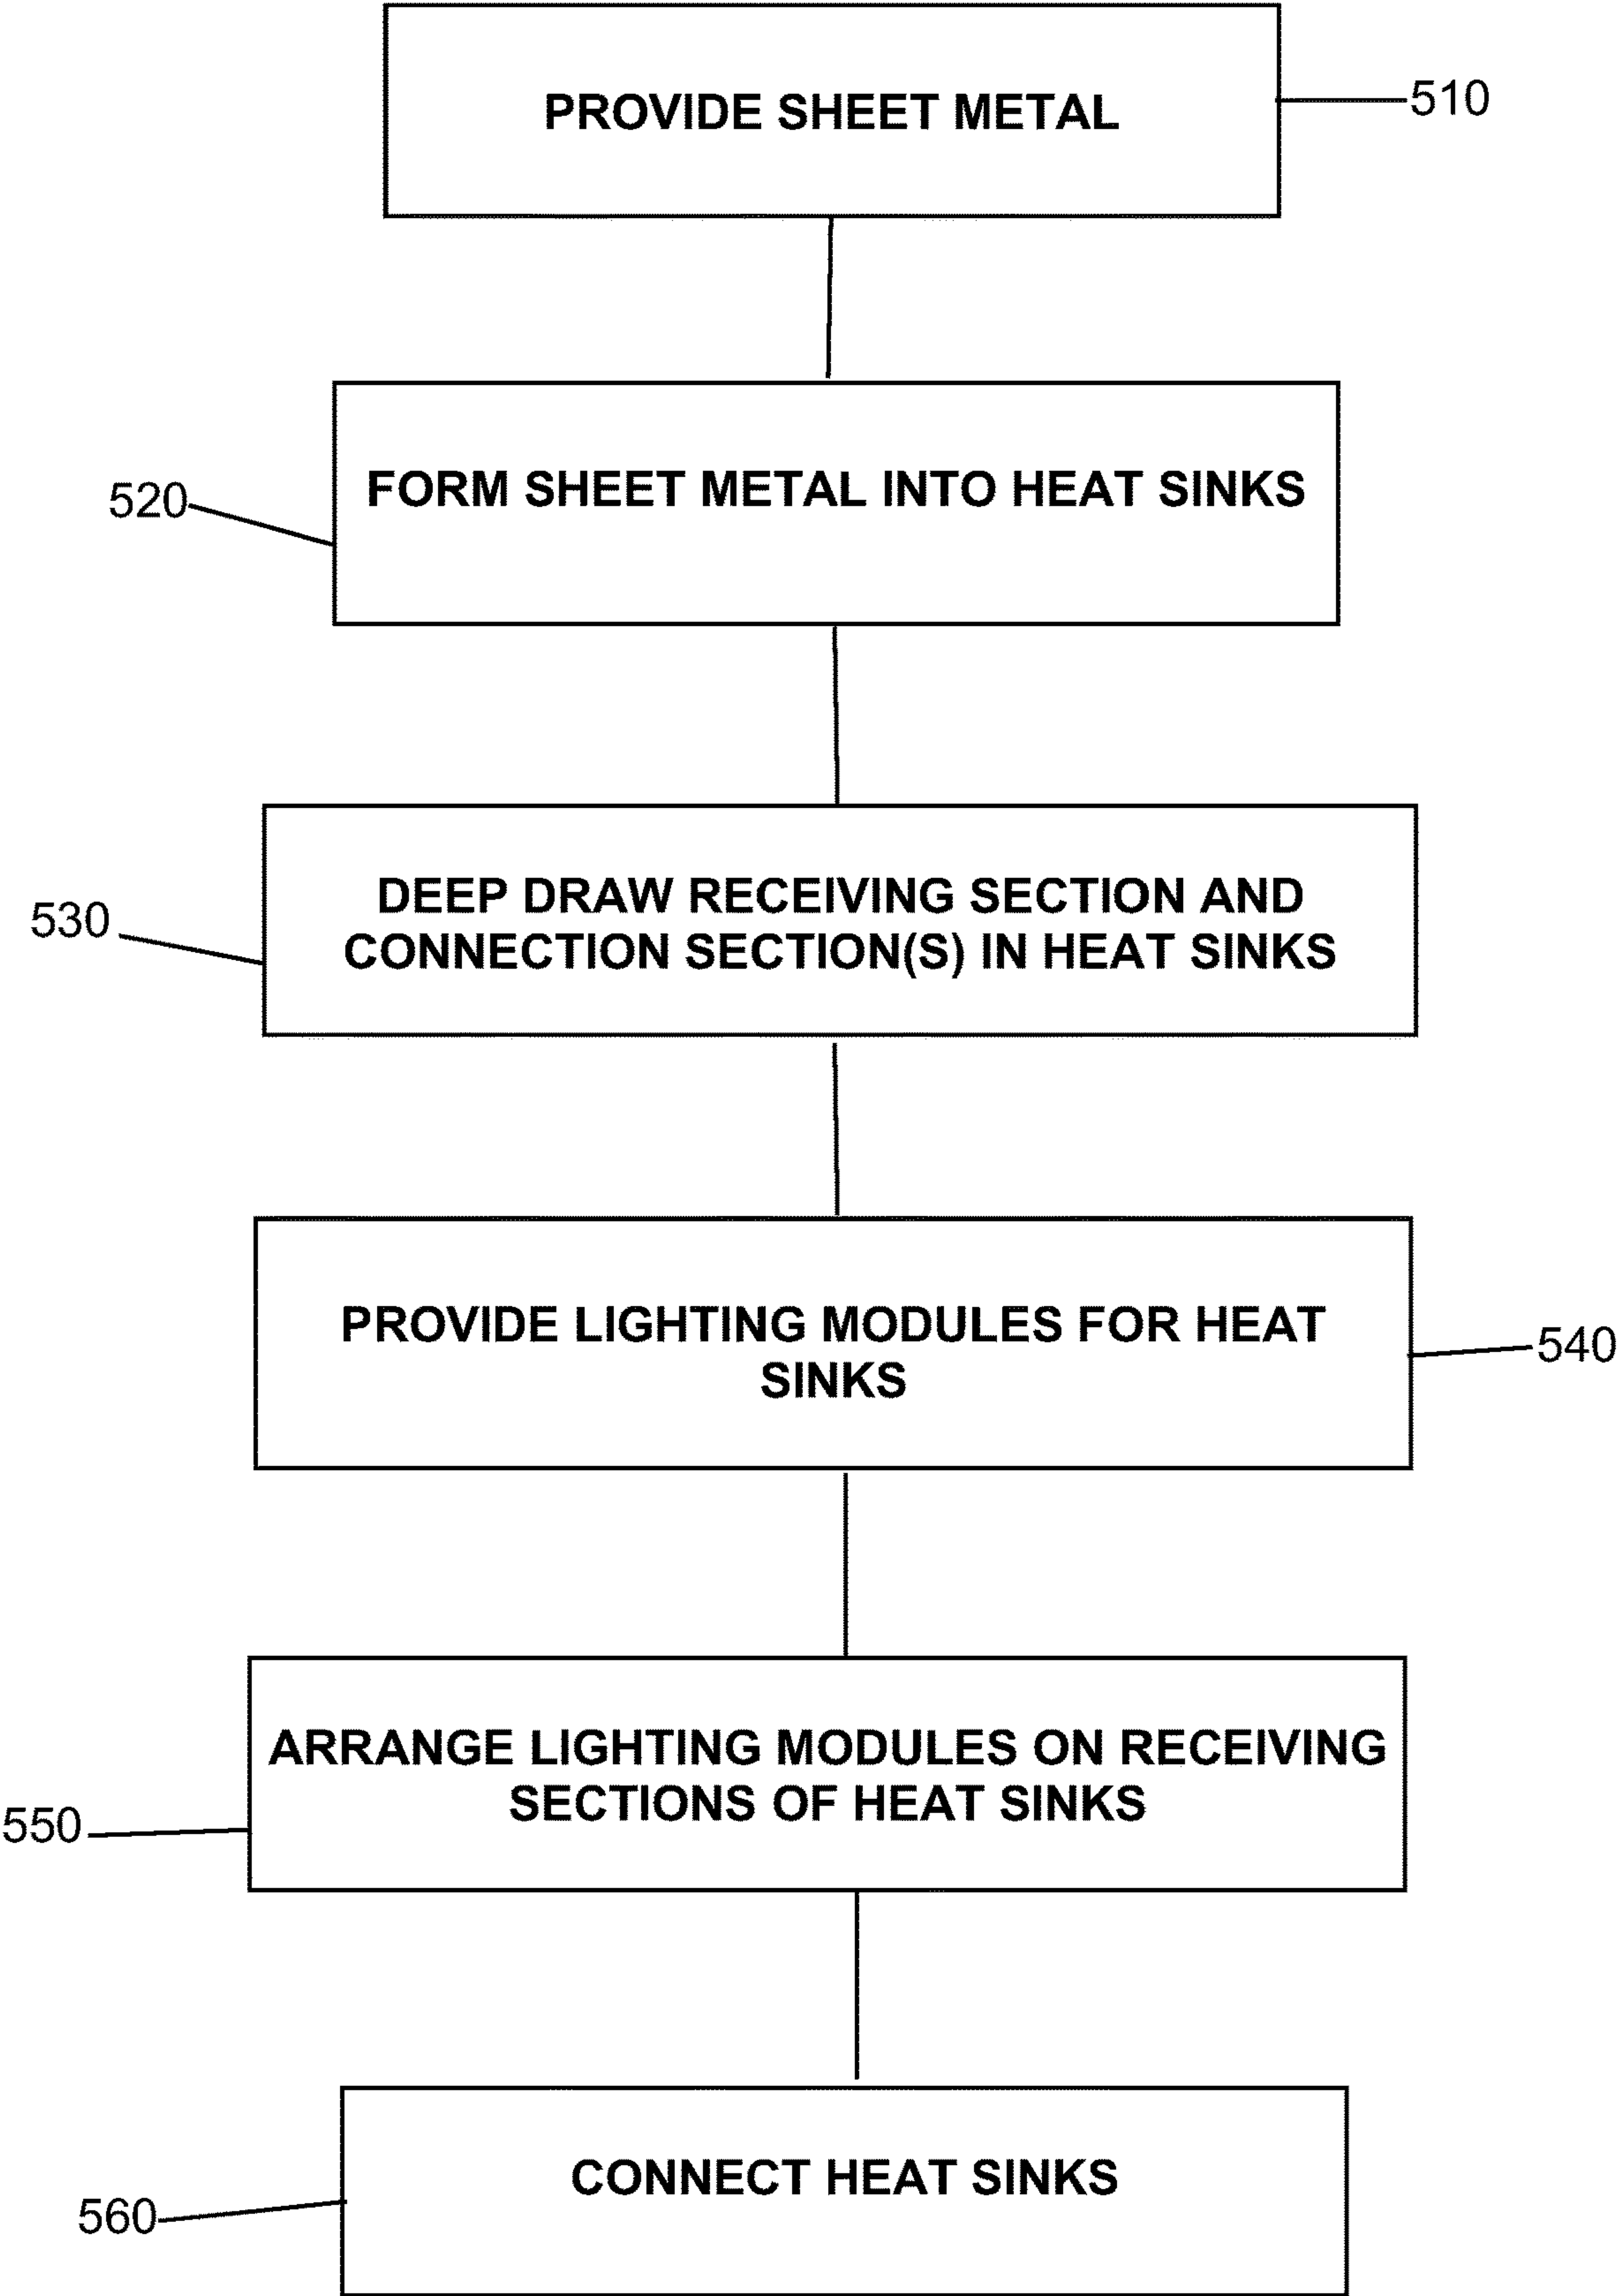 PROVIDE SHEET METAL
510
FORM SHEET METAL INTO HEAT SINKS
520
DEEP DRAW RECEIVING SECTION AND
CONNECTION SECTION(S) IN HEAT SINKS
530
PROVIDE LIGHTING MODULES FOR HEAT
SINKS
540
ARRANGE LIGHTING MODULES ON RECEIVING
SECTIONS OF HEAT SINKS
550
CONNECT HEAT SINKS
560